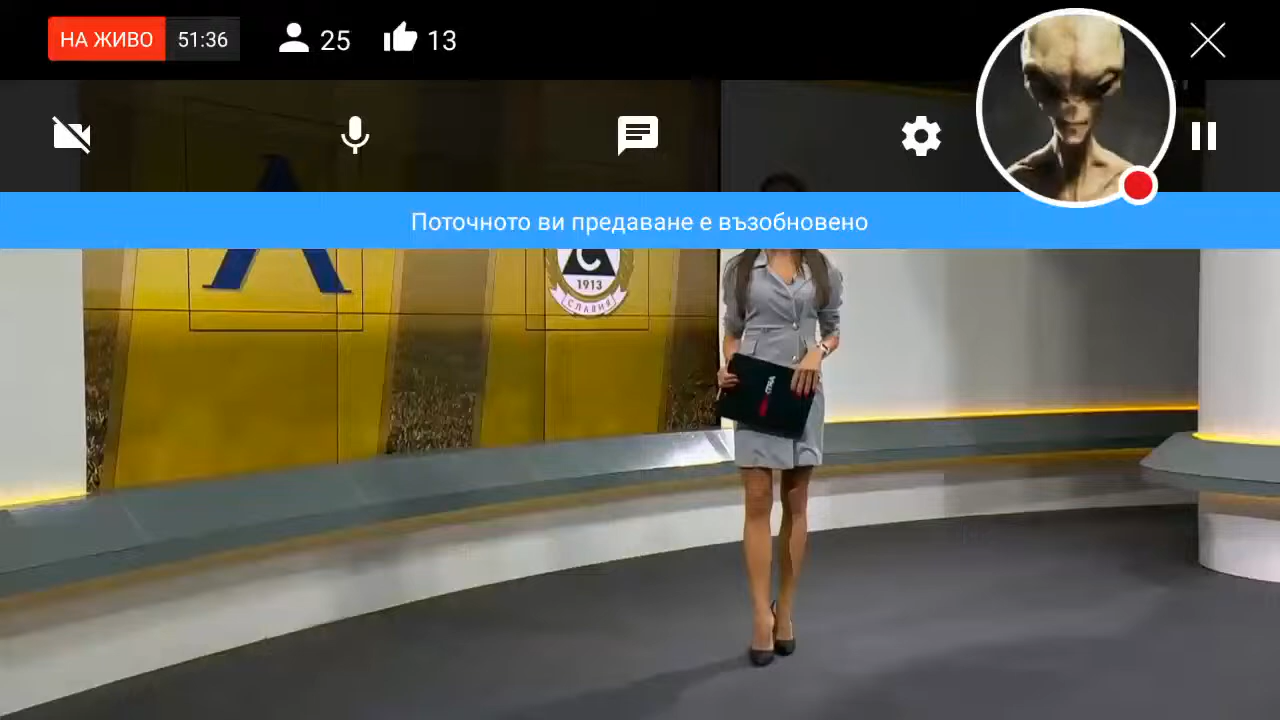 НА ЖИВО 51:36 25 13
Поточното ви предаване е възобновено
А
С
1913
СЛАВИЯ